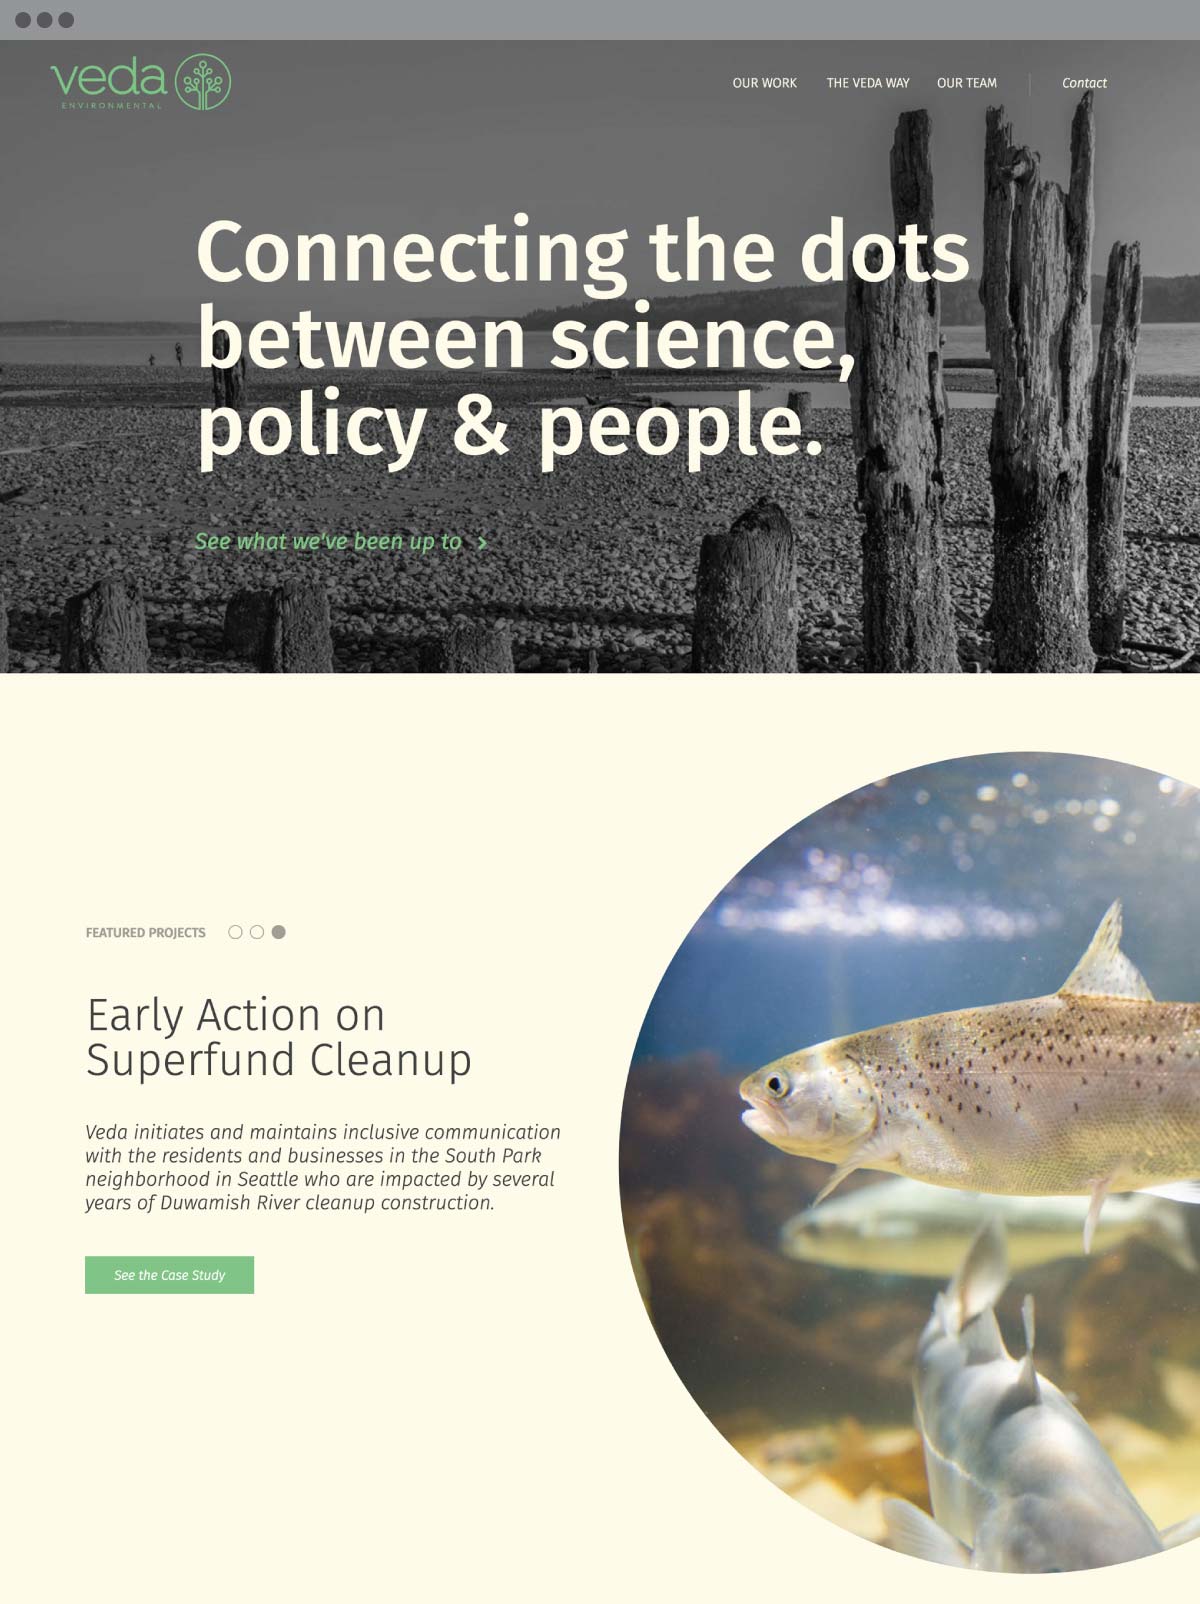 veda
ENVIRONMENTAL
OUR WORK THE VEDA WAY OUR TEAM Contact
Connecting the dots
between science,
policy & people.
See what we've been up to
FEATURED PROJECTS
Early Action on
Superfund Cleanup
Veda initiates and maintains inclusive communication
with the residents and businesses in the South Park
neighborhood in Seattle who are impacted by several
years of Duwamish River cleanup construction.
See the Case Study